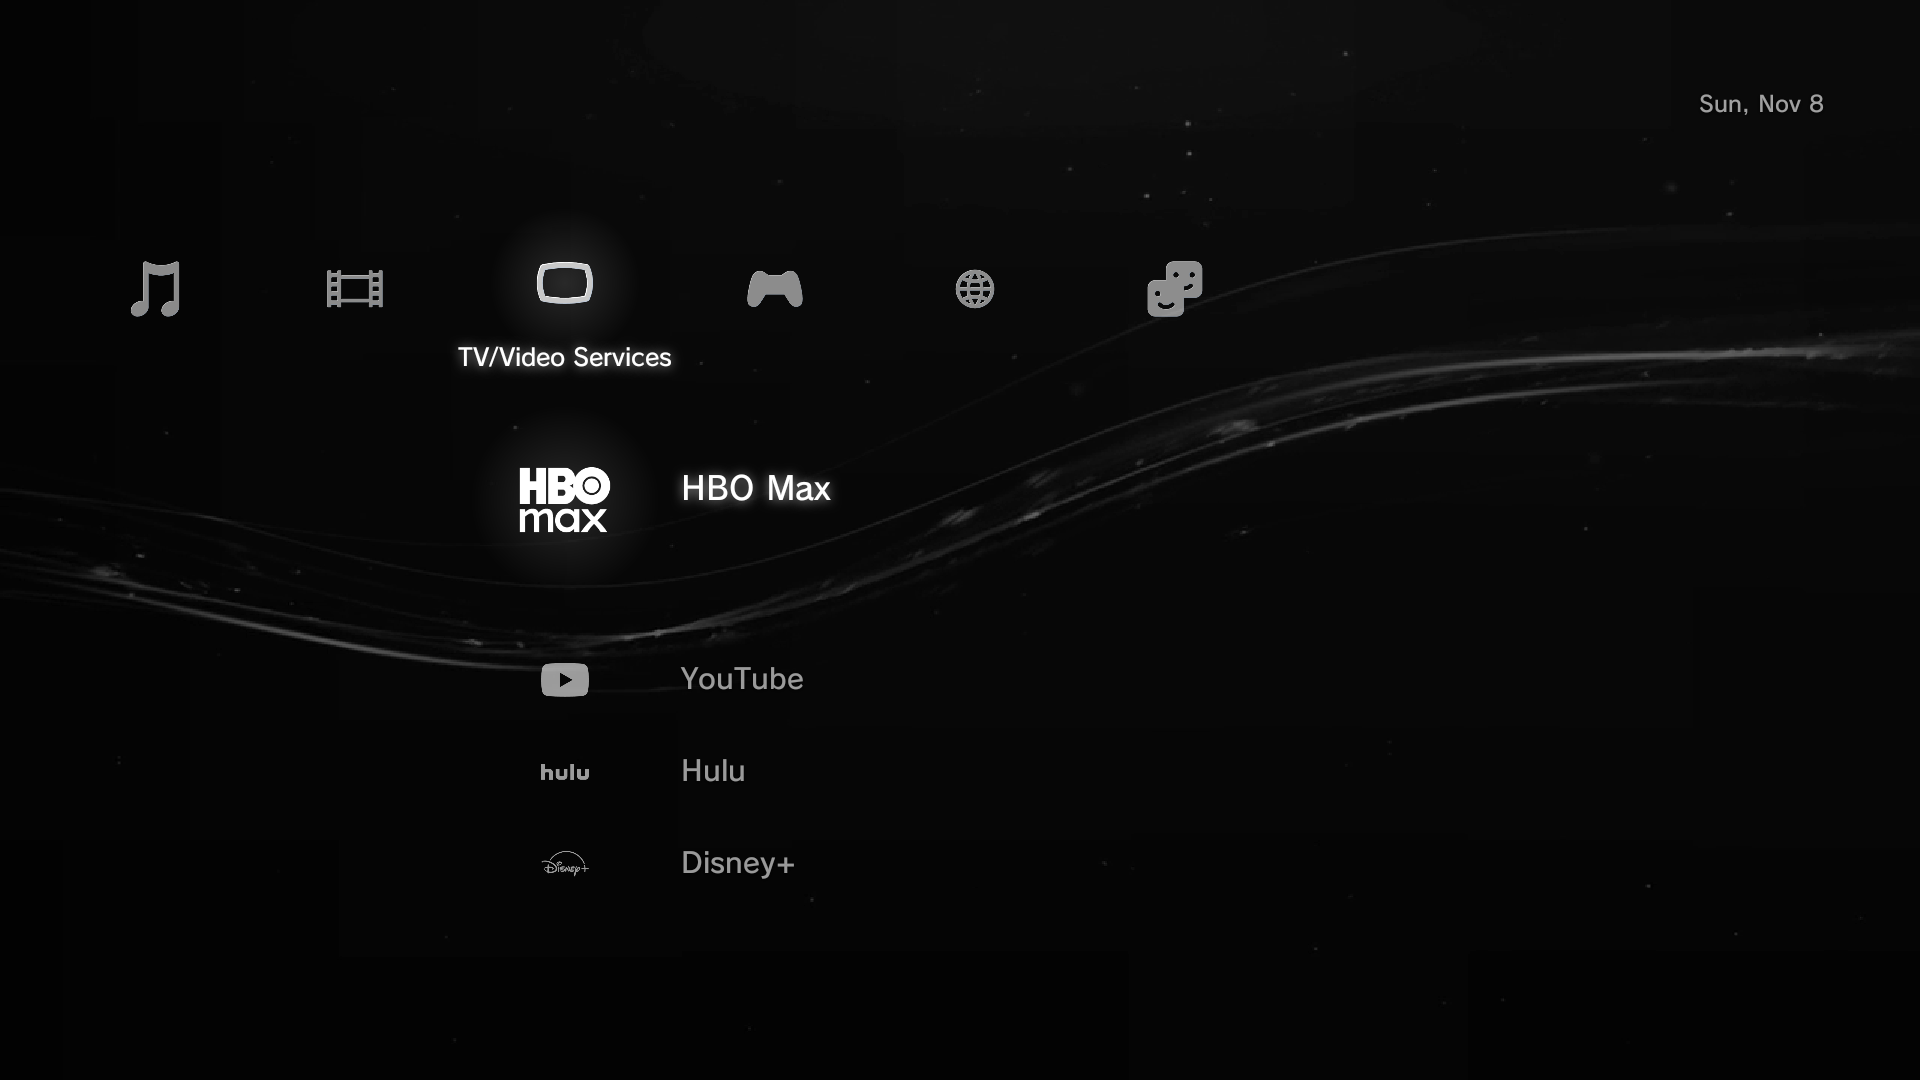 Sun, Nov 8
TV/Video Services
HBO
max
HBO Max
YouTube
hulu
Hulu
Disney+
Disney+